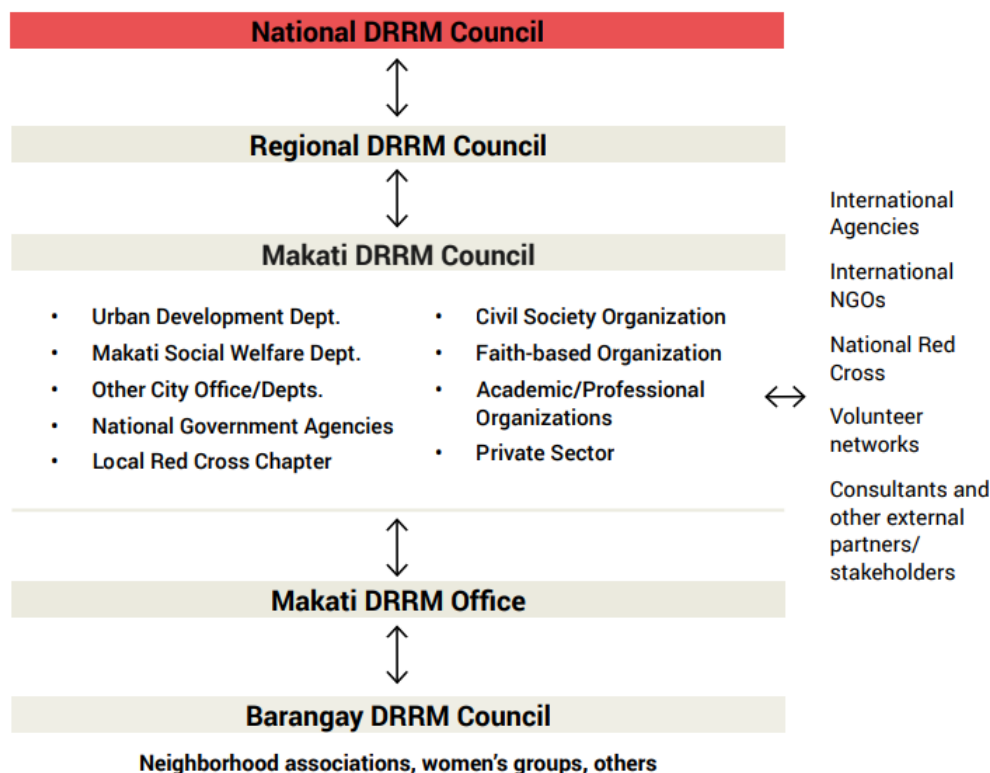 National DRRM Council
Regional DRRM Council
Makati DRRM Council
• Urban Development Dept.
• Makati Social Welfare Dept.
• Other City Office/Depts.
• National Government Agencies
• Local Red Cross Chapter
• Civil Society Organization
• Faith-based Organization
• Academic/Professional
Organizations
• Private Sector
International
Agencies
International
NGOs
National Red
Cross
Volunteer
networks
Consultants and
other external
partners/
stakeholders
Makati DRRM Office
Barangay DRRM Council
Neighborhood associations, women's groups, others